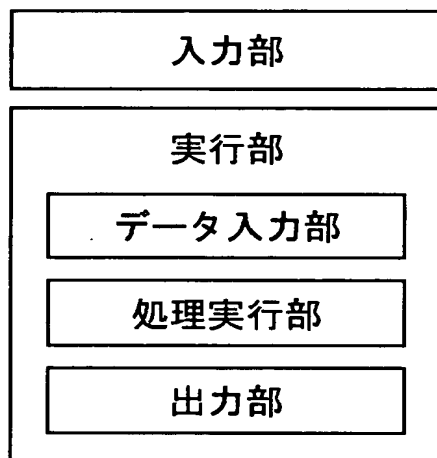 入力部
実行部
データ入力部
処理実行部
出力部